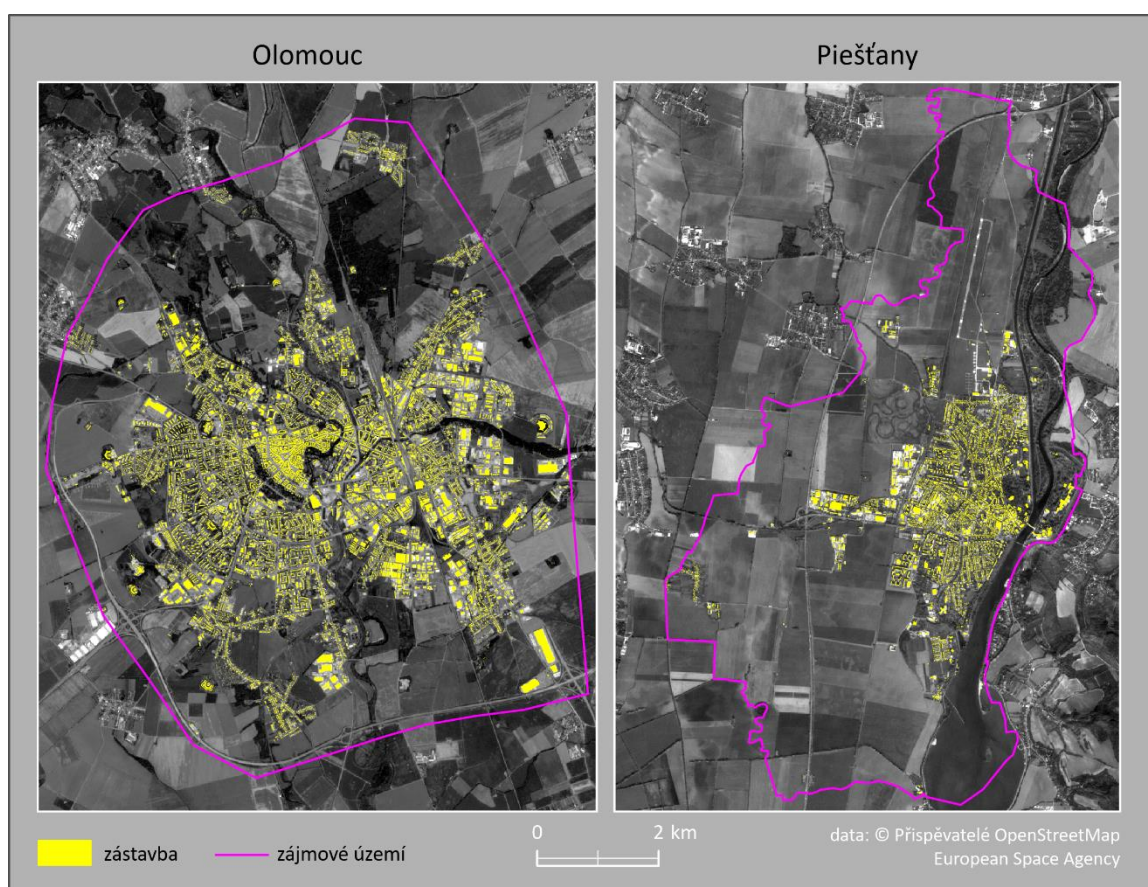 Olomouc
Piešťany
zástavba
zájmové území
0 2 km
data: © Přispěvatelé OpenStreetMap
European Space Agency